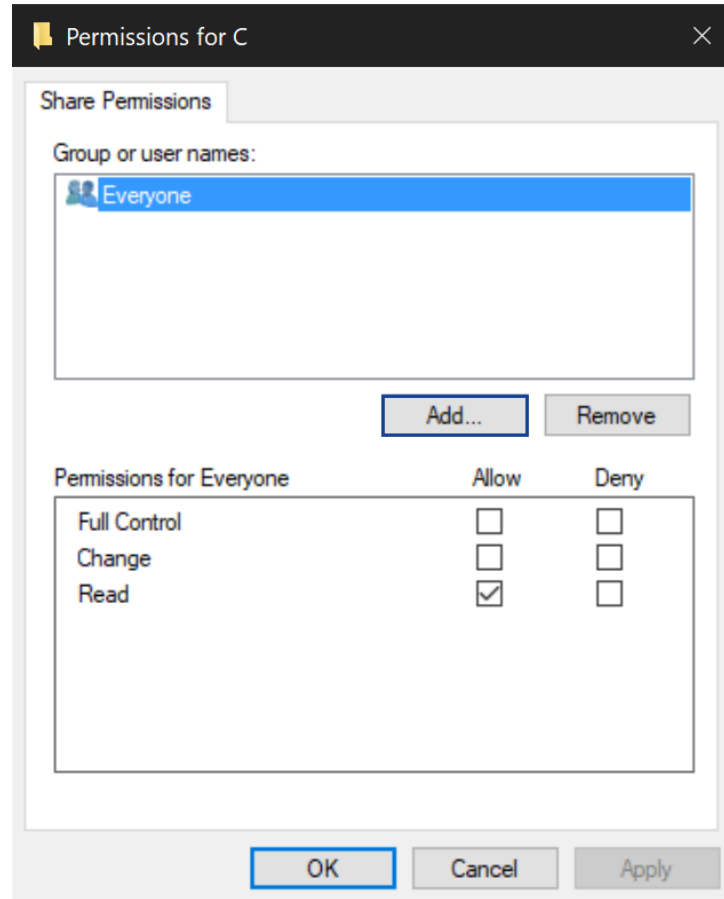 Permissions for C
Share Permissions
Group or user names:
Everyone
Add... Remove
Permissions for Everyone Allow Deny
Full Control
Change
Read
OK Cancel Apply